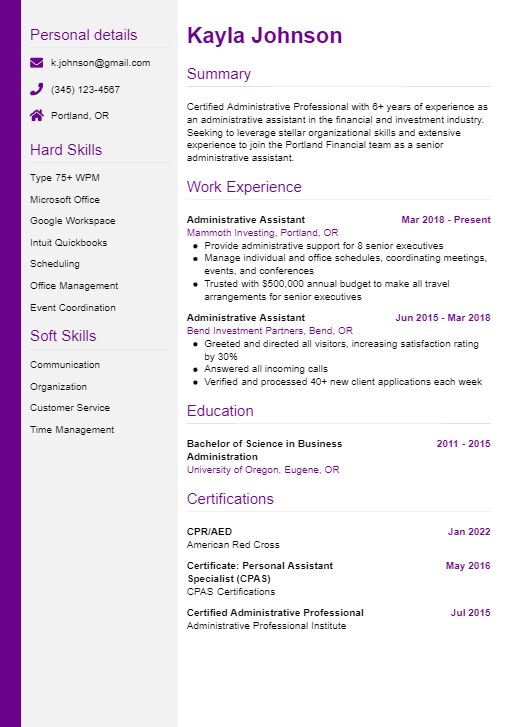 Personal details
k.johnson@gmail.com
(345) 123-4567
Portland, OR
Hard Skills
Type 75+ WPM
Microsoft Office
Google Workspace
Intuit Quickbooks
Scheduling
Office Management
Event Coordination
Soft Skills
Communication
Organization
Customer Service
Time Management
Kayla Johnson
Summary
Certified Administrative Professional with 6+ years of experience as
an administrative assistant in the financial and investment industry.
Seeking to leverage stellar organizational skills and extensive
experience to join the Portland Financial team as a senior
administrative assistant.
Work Experience
Administrative Assistant Mar 2018 - Present
Mammoth Investing, Portland, OR
● Provide administrative support for 8 senior executives
● Manage individual and office schedules, coordinating meetings,
events, and conferences
● Trusted with $500,000 annual budget to make all travel
arrangements for senior executives
Administrative Assistant Jun 2015 - Mar 2018
Bend Investment Partners, Bend, OR
● Greeted and directed all visitors, increasing satisfaction rating
by 30%
● Answered all incoming calls
● Verified and processed 40+ new client applications each week
Education
Bachelor of Science in Business 2011 - 2015
Administration
University of Oregon, Eugene, OR
Certifications
CPR/AED Jan 2022
American Red Cross
Certificate: Personal Assistant May 2016
Specialist (CPAS)
CPAS Certifications
Certified Administrative Professional Jul 2015
Administrative Professional Institute